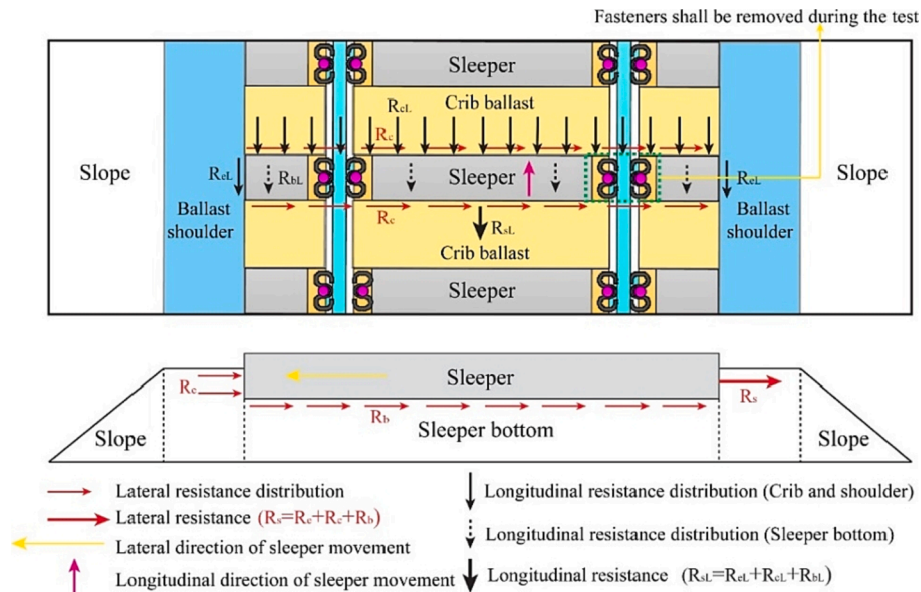 Fasteners shall be removed during the test
Sleeper
Crib ballast
RcL
Rc
Slope
ReL
RbL
Sleeper
ReL
Slope
Ballast
shoulder
Rc
RsL
Crib ballast
Ballast
shoulder
Sleeper
Re
Sleeper
Rs
Rb
Slope
Sleeper bottom
Slope
Lateral resistance distribution
Lateral resistance (Rs=Re+Rc+Rb)
Lateral direction of sleeper movement
Longitudinal direction of sleeper movement
Longitudinal resistance distribution (Crib and shoulder)
Longitudinal resistance distribution (Sleeper bottom)
Longitudinal resistance (RsL=ReL+RcL+RbL)